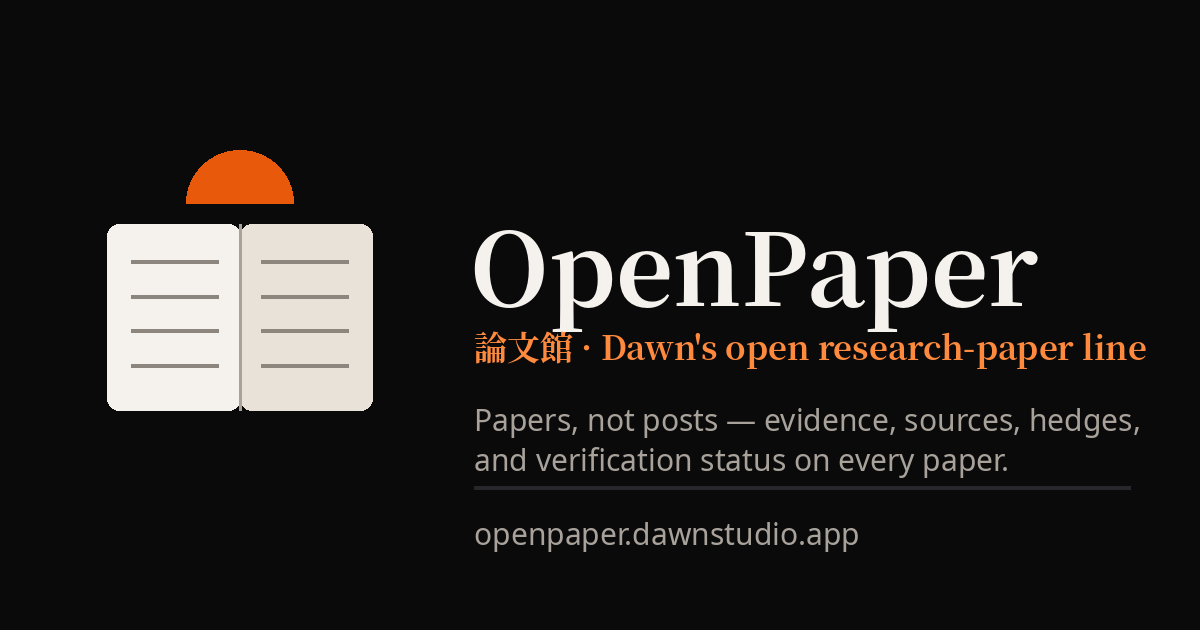 OpenPaper
論文館 · Dawn's open research-paper line
Papers, not posts — evidence, sources, hedges,
and verification status on every paper.
openpaper.dawnstudio.app